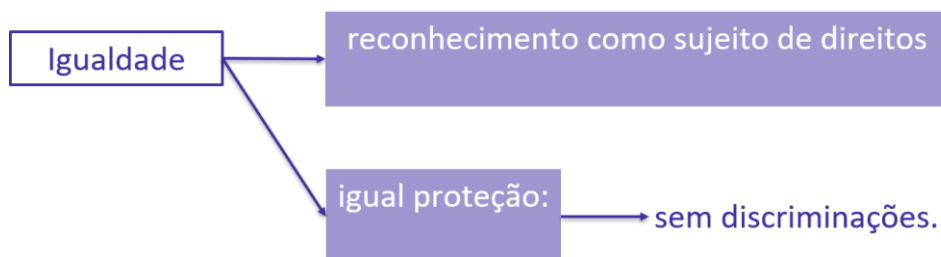 Igualdade
reconhecimento como sujeito de direitos
igual proteção:
sem discriminações.